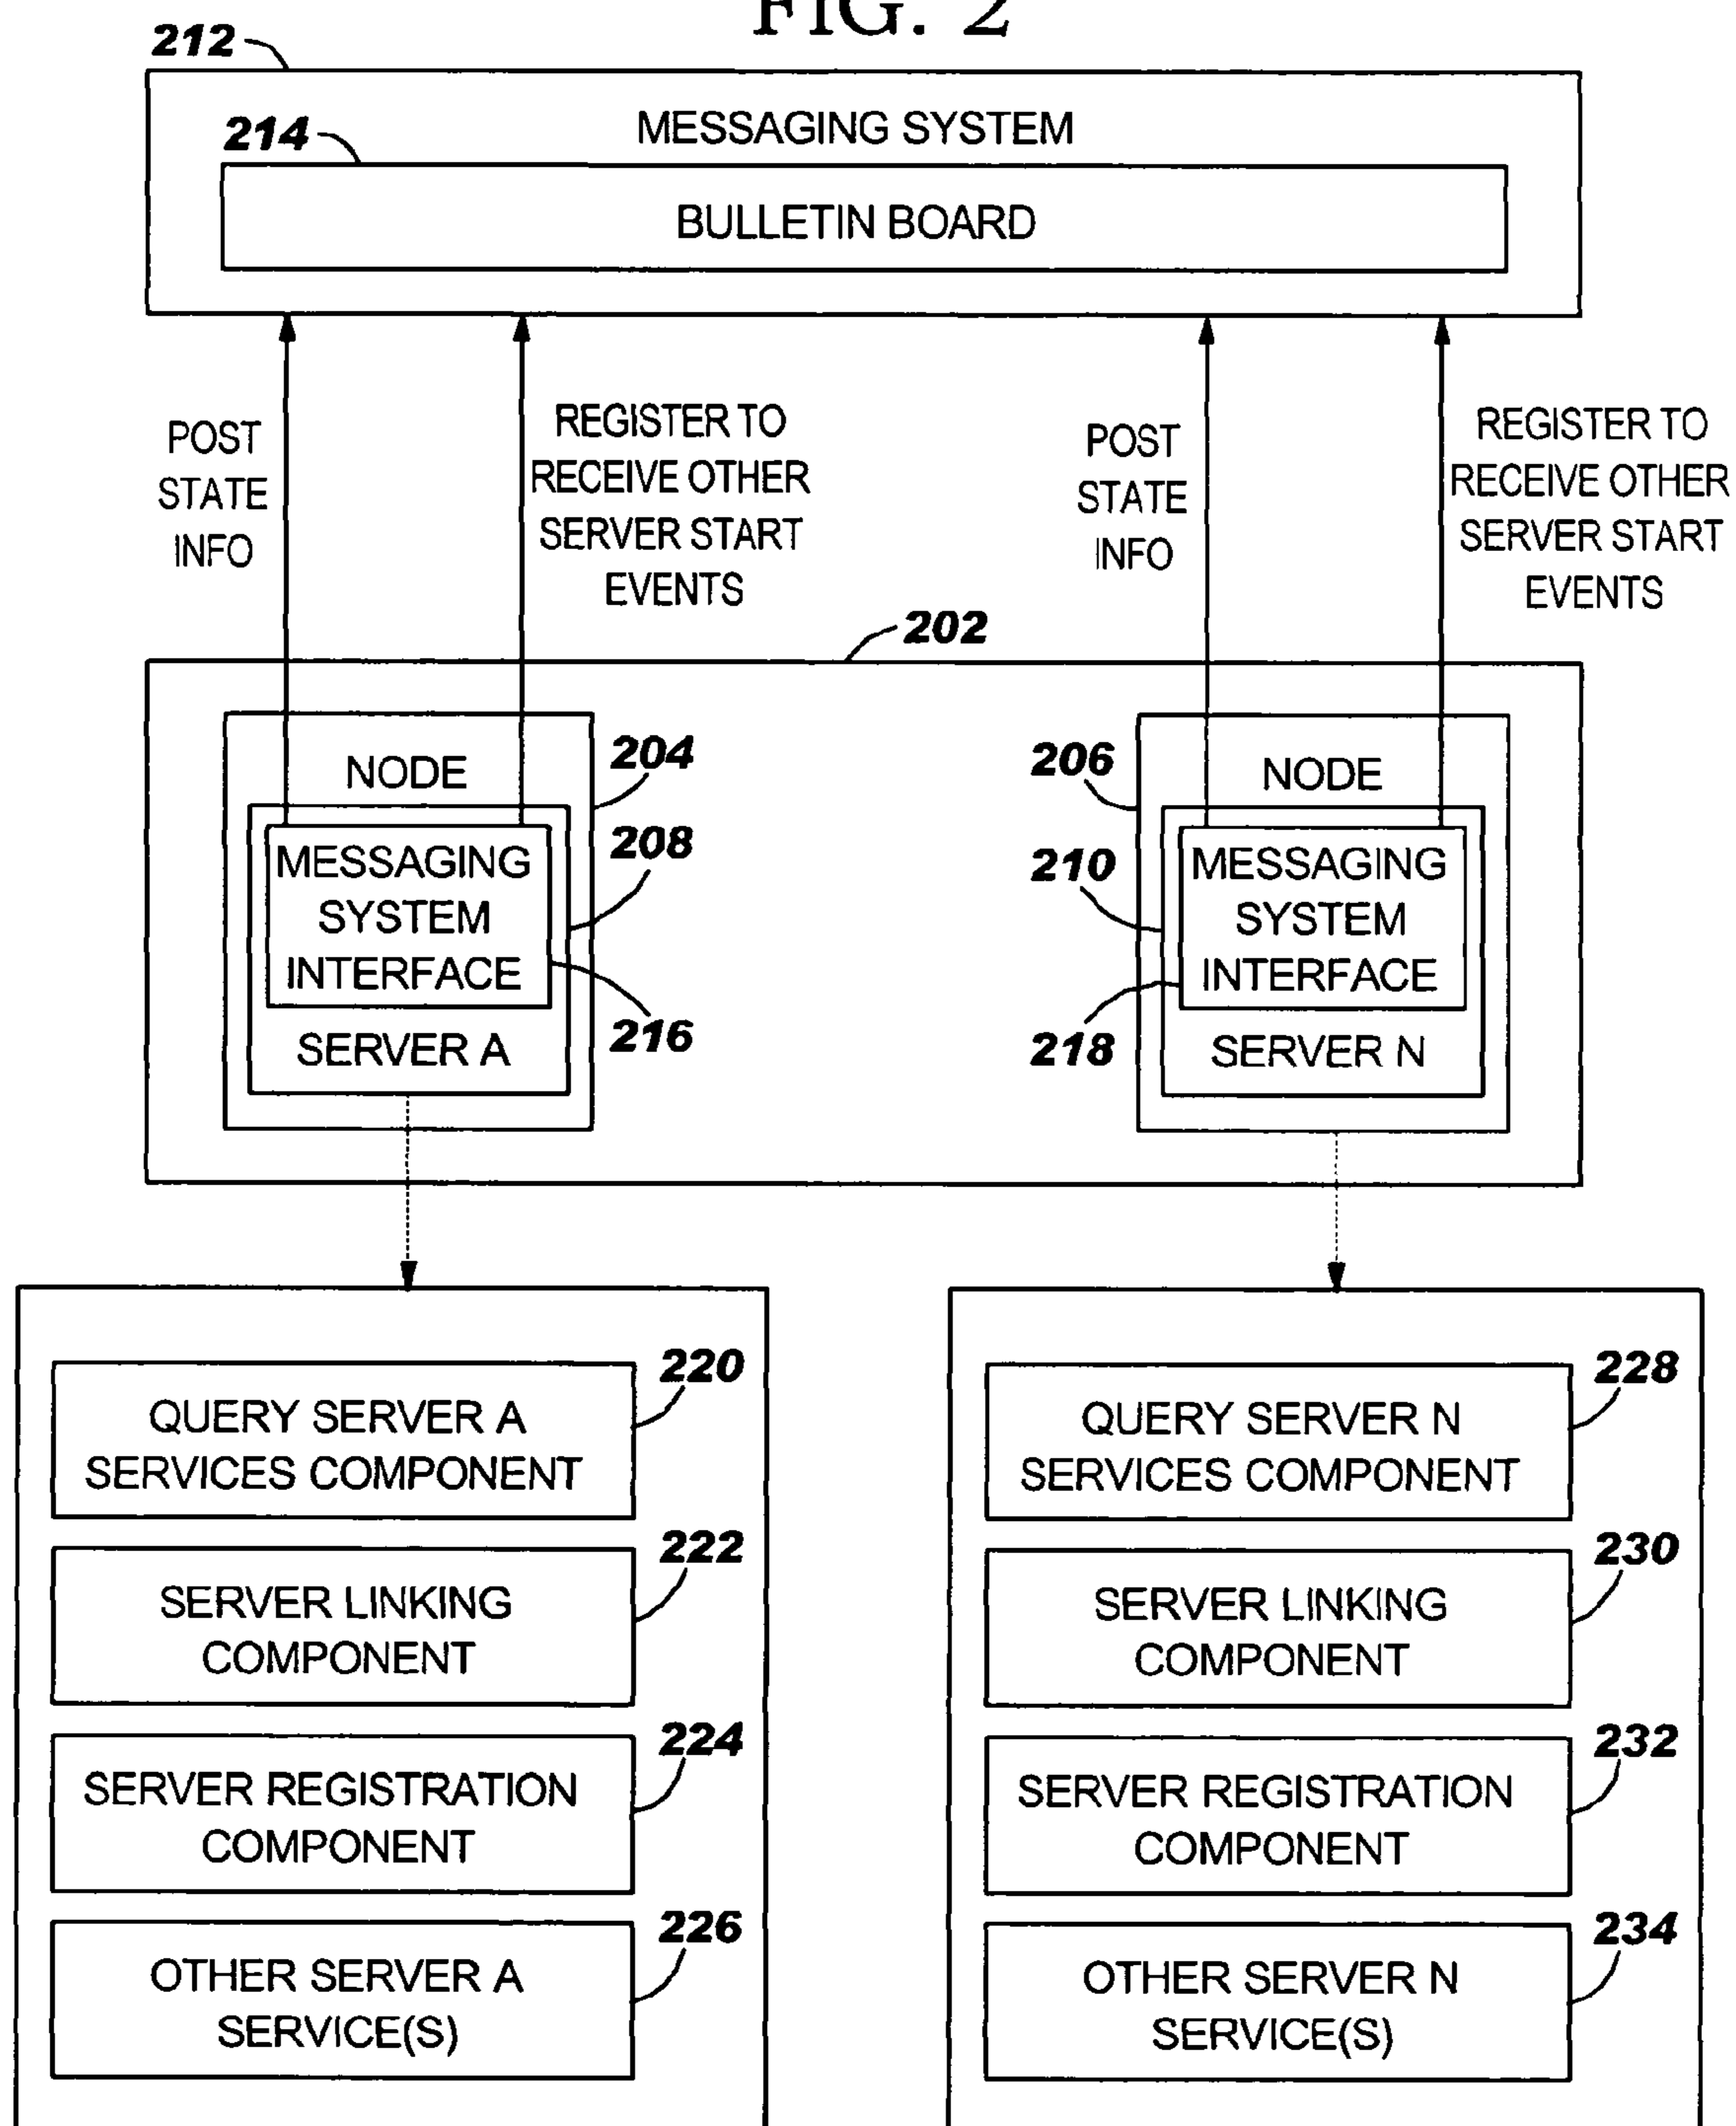 FIG. 2
212
MESSAGING SYSTEM
214
BULLETIN BOARD
POST
STATE
INFO
REGISTER TO
RECEIVE OTHER
SERVER START
EVENTS
POST
STATE
INFO
REGISTER TO
RECEIVE OTHER
SERVER START
EVENTS
202
NODE
204
MESSAGING
SYSTEM
INTERFACE
208
216
SERVER A
206
NODE
210
MESSAGING
SYSTEM
INTERFACE
218
SERVER N
220
QUERY SERVER A
SERVICES COMPONENT
222
SERVER LINKING
COMPONENT
224
SERVER REGISTRATION
COMPONENT
226
OTHER SERVER A
SERVICE(S)
228
QUERY SERVER N
SERVICES COMPONENT
230
SERVER LINKING
COMPONENT
232
SERVER REGISTRATION
COMPONENT
234
OTHER SERVER N
SERVICE(S)